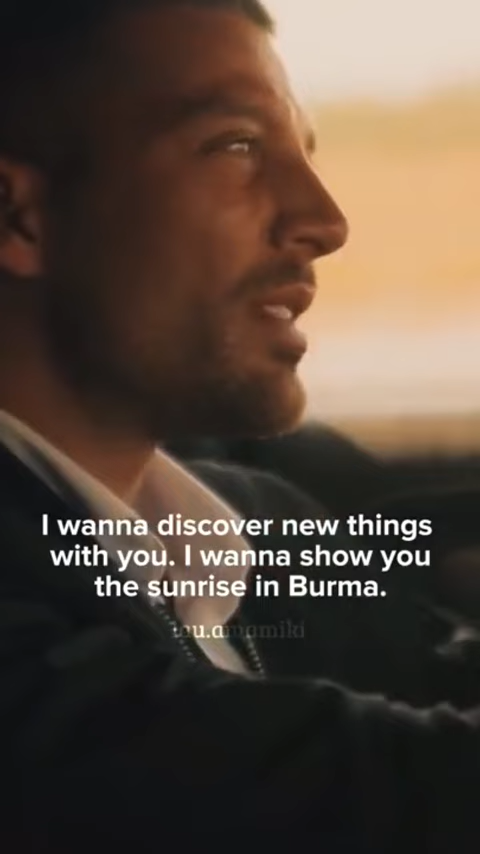 I wanna discover new things
with you. I wanna show you
the sunrise in Burma.